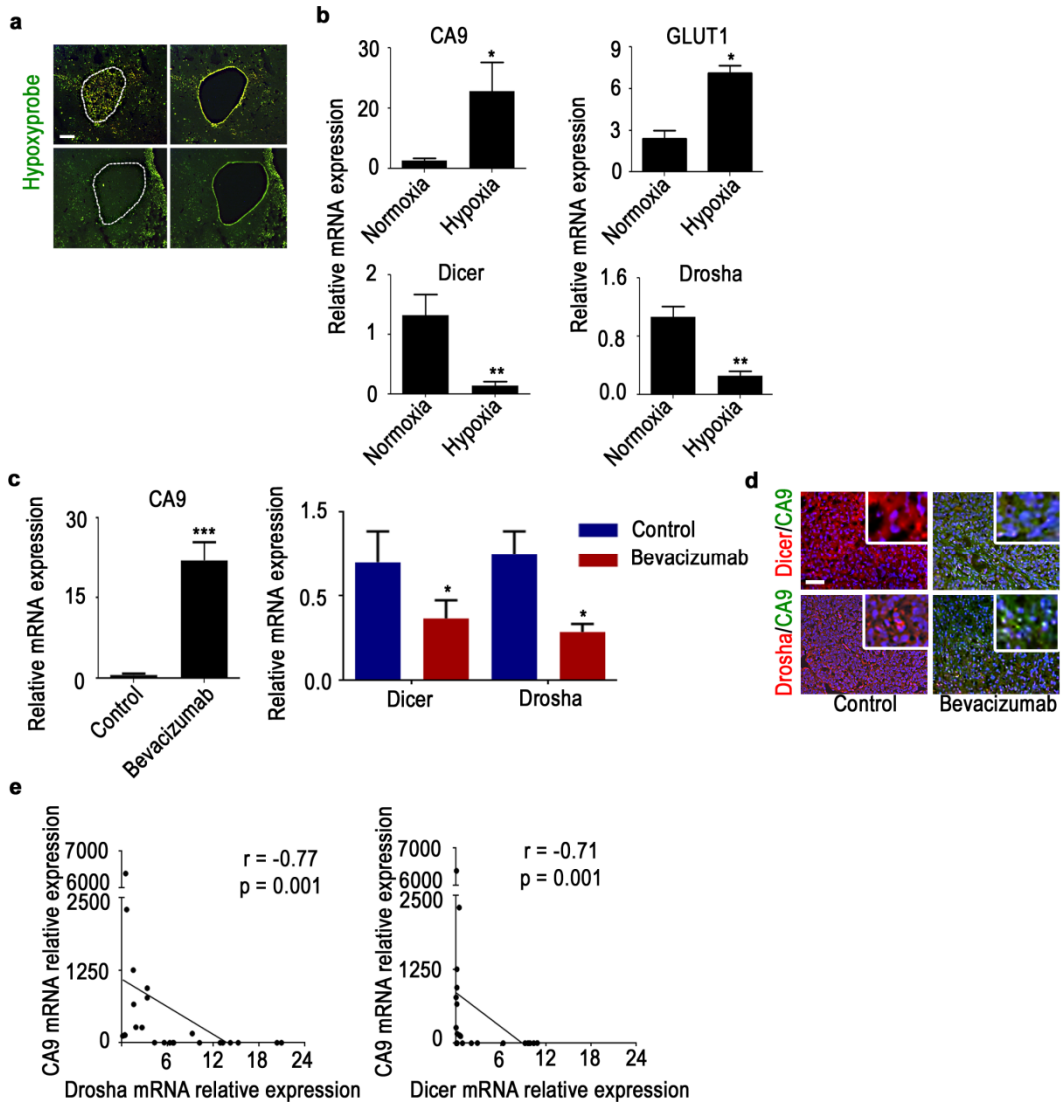 a
Hypoxyprobe
b
CA9
Relative mRNA expression
30
20
10
0
*
Normoxia
Hypoxia
GLUT1
Relative mRNA expression
9
6
3
0
*
Normoxia
Hypoxia
Dicer
2
1
0
**
Normoxia
Hypoxia
Drosha
1.6
1.2
0.8
0.0
**
Normoxia
Hypoxia
c
CA9
Relative mRNA expression
30
15
0
***
Control
Bevacizumab
Relative mRNA expression
1.5
0.5
0.0
*
*
Dicer
Drosha
Control
Bevacizumab
d
Dicer/CA9
Drosha/CA9
Control
Bevacizumab
e
CA9 mRNA relative expression
7000
6000
2500
1250
0
r = -0.77
p = 0.001
6
12
18
24
Drosha mRNA relative expression
CA9 mRNA relative expression
7000
6000
2500
1250
0
r = -0.71
p = 0.001
6
12
18
24
Dicer mRNA relative expression